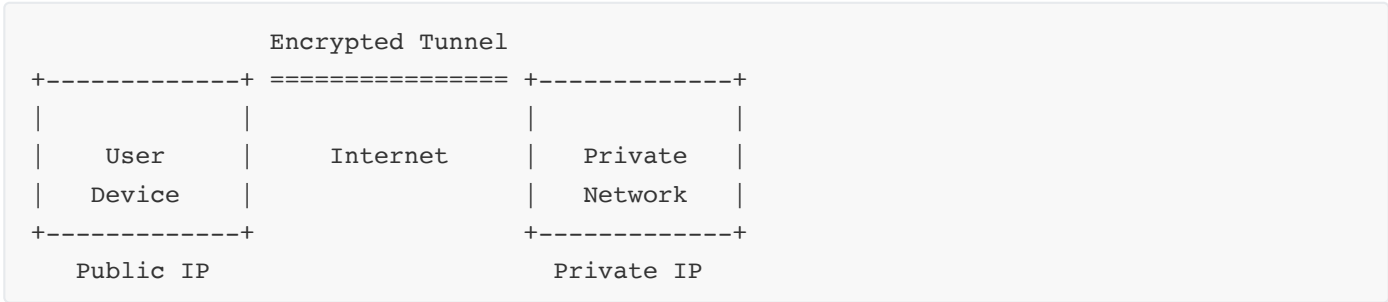 Encrypted Tunnel
+-------------+ ================ +-------------+
|             |                  |             |
|    User     |     Internet     |   Private   |
|   Device    |                  |   Network   |
+-------------+                  +-------------+
   Public IP                       Private IP